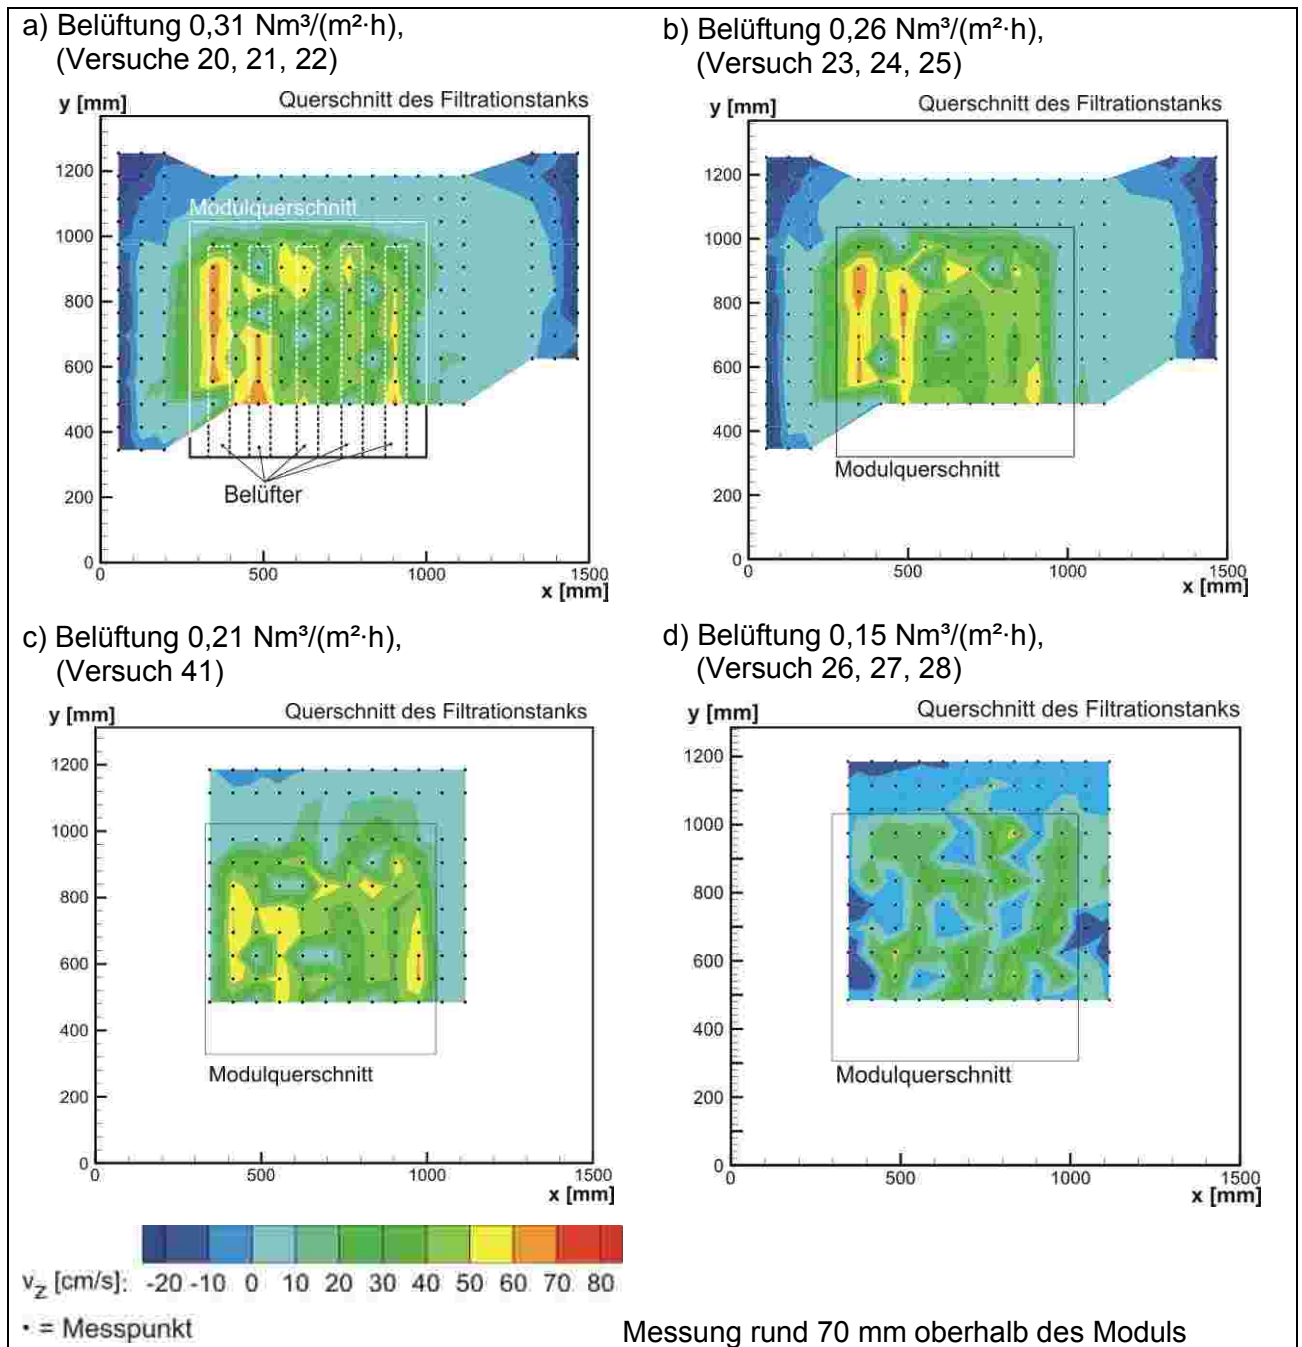 a) Belüftung 0,31 Nm³/(m²·h),
(Versuche 20, 21, 22)
y [mm]
Querschnitt des Filtrationstanks
1200
1000
800
600
400
200
0
Modulquerschnitt
Belüfter
0
500
1000
1500
x [mm]
b) Belüftung 0,26 Nm³/(m²·h),
(Versuch 23, 24, 25)
y [mm]
Querschnitt des Filtrationstanks
1200
1000
800
600
400
200
0
Modulquerschnitt
0
500
1000
1500
x [mm]
c) Belüftung 0,21 Nm³/(m²·h),
(Versuch 41)
y [mm]
Querschnitt des Filtrationstanks
1200
1000
800
600
400
200
0
Modulquerschnitt
0
500
1000
1500
x [mm]
d) Belüftung 0,15 Nm³/(m²·h),
(Versuch 26, 27, 28)
y [mm]
Querschnitt des Filtrationstanks
1200
1000
800
600
400
200
0
Modulquerschnitt
0
500
1000
1500
x [mm]
vz [cm/s]: -20 -10 0 10 20 30 40 50 60 70 80
· = Messpunkt
Messung rund 70 mm oberhalb des Moduls